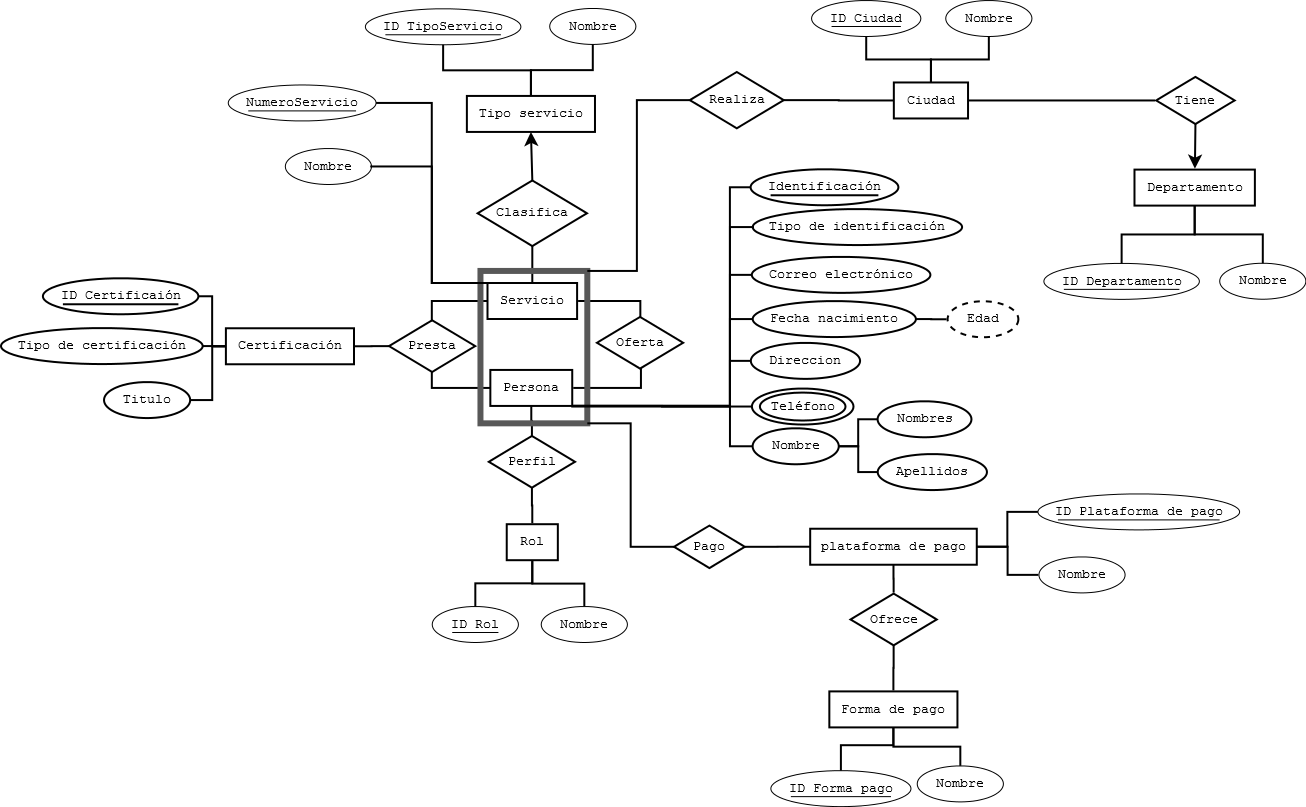 ID TipoServicio
Nombre
ID Ciudad
Nombre
NumeroServicio
Tipo servicio
Realiza
Ciudad
Tiene
Nombre
Clasifica
Identificación
Departamento
Tipo de identificación
Correo electrónico
ID Departamento
Nombre
ID Certificaión
Servicio
Fecha nacimiento
Edad
Tipo de certificación
Certificación
Presta
Oferta
Direccion
Persona
Titulo
Teléfono
Nombres
Nombre
Perfil
Apellidos
ID Plataforma de pago
Rol
Pago
plataforma de pago
Nombre
ID Rol
Nombre
Ofrece
Forma de pago
ID Forma pago
Nombre